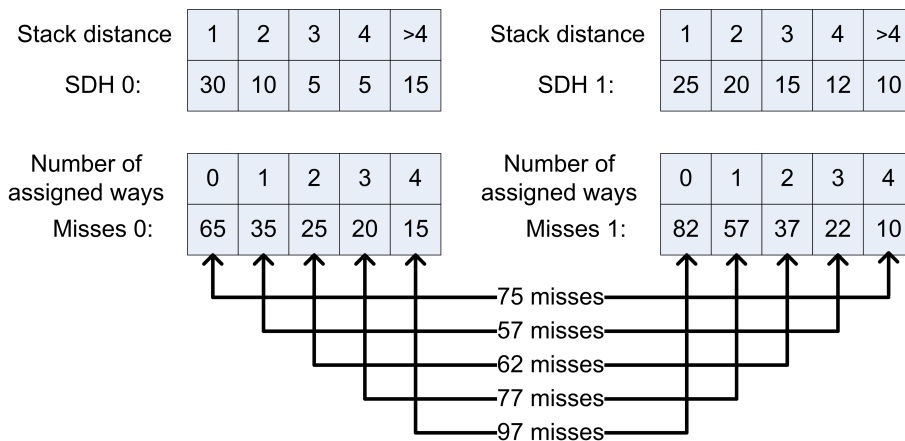 Stack distance 1 2 3 4 >4
SDH 0: 30 10 5 5 15
Number of
assigned ways 0 1 2 3 4
Misses 0: 65 35 25 20 15
Stack distance 1 2 3 4 >4
SDH 1: 25 20 15 12 10
Number of
assigned ways 0 1 2 3 4
Misses 1: 82 57 37 22 10
75 misses
57 misses
62 misses
77 misses
97 misses